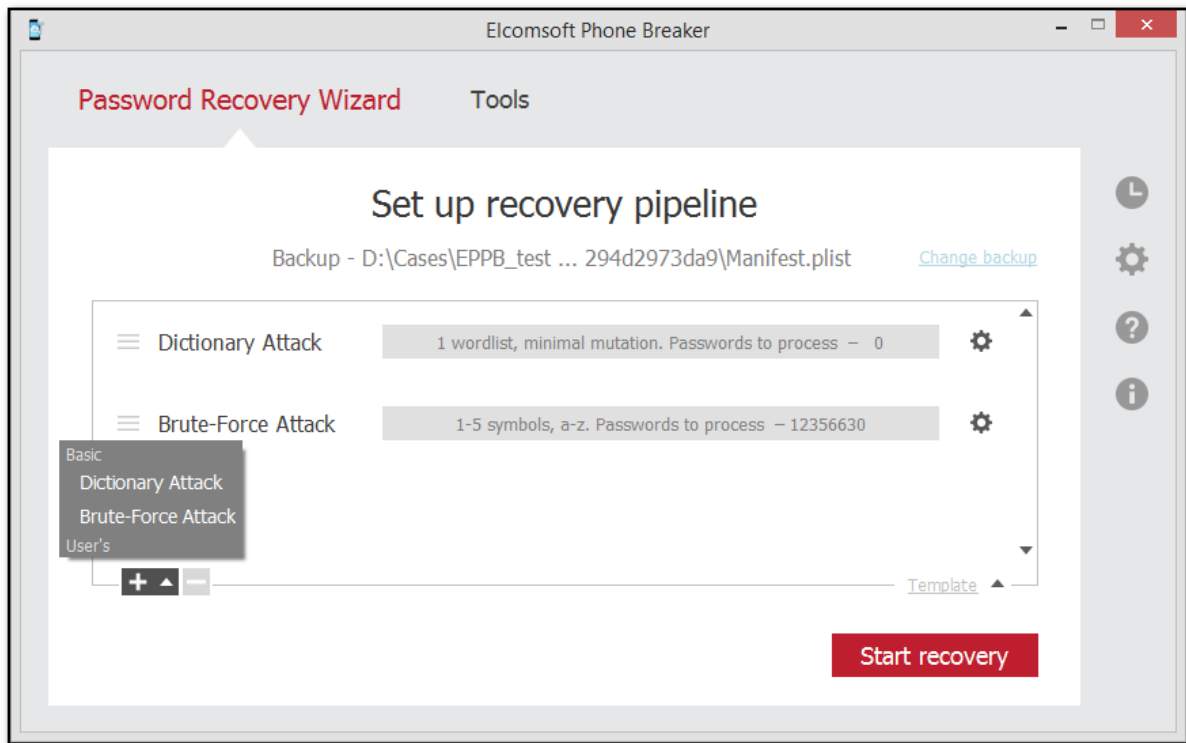 Elcomsoft Phone Breaker
Password Recovery Wizard Tools
Set up recovery pipeline
Backup - D:\Cases\EPPB_test ... 294d2973da9\Manifest.plist Change backup
Dictionary Attack 1 wordlist, minimal mutation. Passwords to process – 0
Brute-Force Attack 1-5 symbols, a-z. Passwords to process – 12356630
Basic
Dictionary Attack
Brute-Force Attack
User's
Template
Start recovery